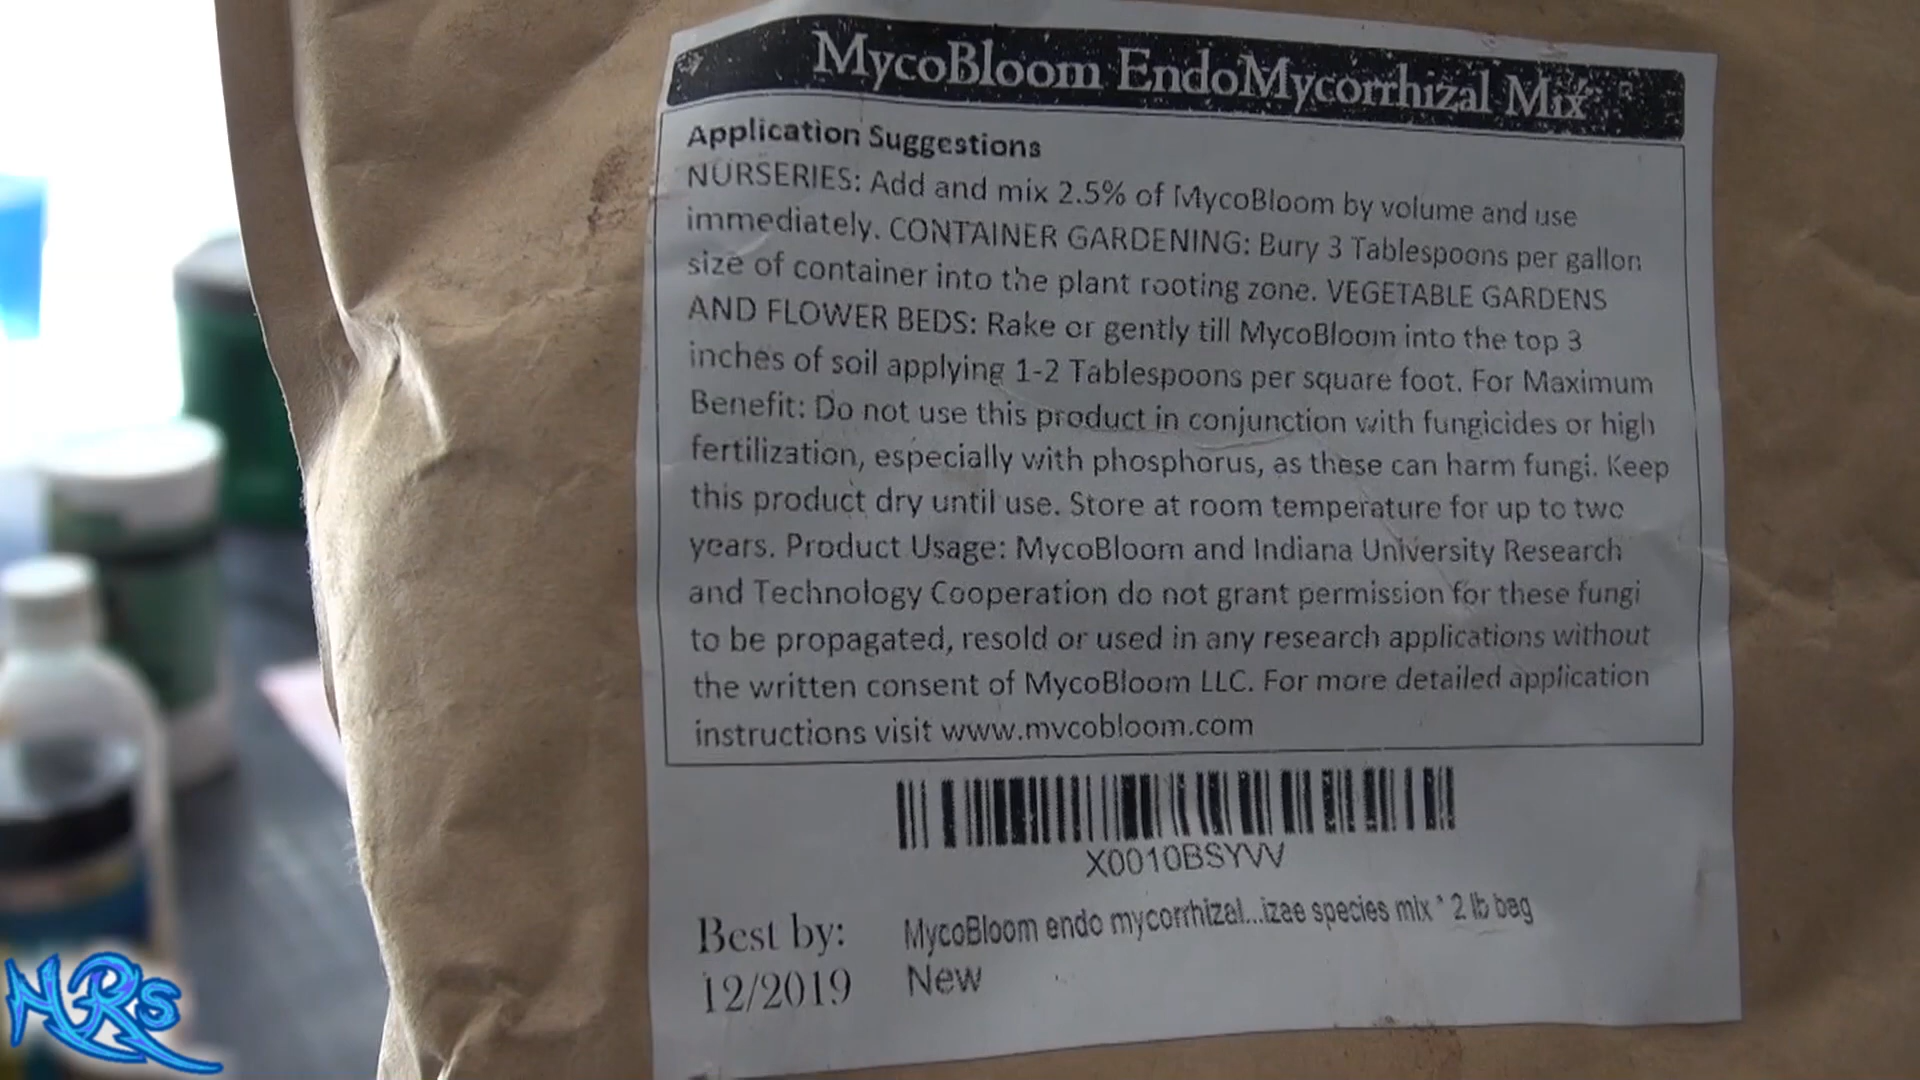 MycoBloom EndoMycorrhizal Mix
Application Suggestions
NURSERIES: Add and mix 2.5% of MycoBloom by volume and use
immediately. CONTAINER GARDENING: Bury 3 Tablespoons per gallon
size of container into the plant rooting zone. VEGETABLE GARDENS
AND FLOWER BEDS: Rake or gently till MycoBloom into the top 3
inches of soil applying 1-2 Tablespoons per square foot. For Maximum
Benefit: Do not use this product in conjunction with fungicides or high
fertilization, especially with phosphorus, as these can harm fungi. Keep
this product dry until use. Store at room temperature for up to two
years. Product Usage: MycoBloom and Indiana University Research
and Technology Cooperation do not grant permission for these fungi
to be propagated, resold or used in any research applications without
the written consent of MycoBloom LLC. For more detailed application
instructions visit www.mycobloom.com
X0010BSYVV
MycoBloom endo mycorrhizal...izae species mix * 2 lb bag
New
Best by:
12/2019
NRs